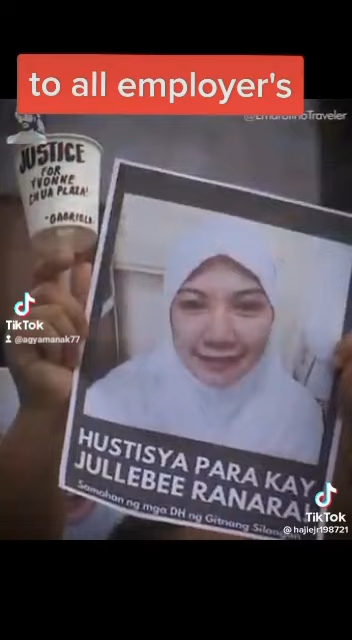 to all employer's
@EmaratinoTraveler
JUSTICE
FOR
YVONNE
CHUA PLAZA!
-GABRIELA
TikTok
@agyamanak77
HUSTISYA PARA KAY
JULLEBEE RANARA!
Samahan ng mga DH ng Gitnang Silangan
TikTok
@hajiejr198721